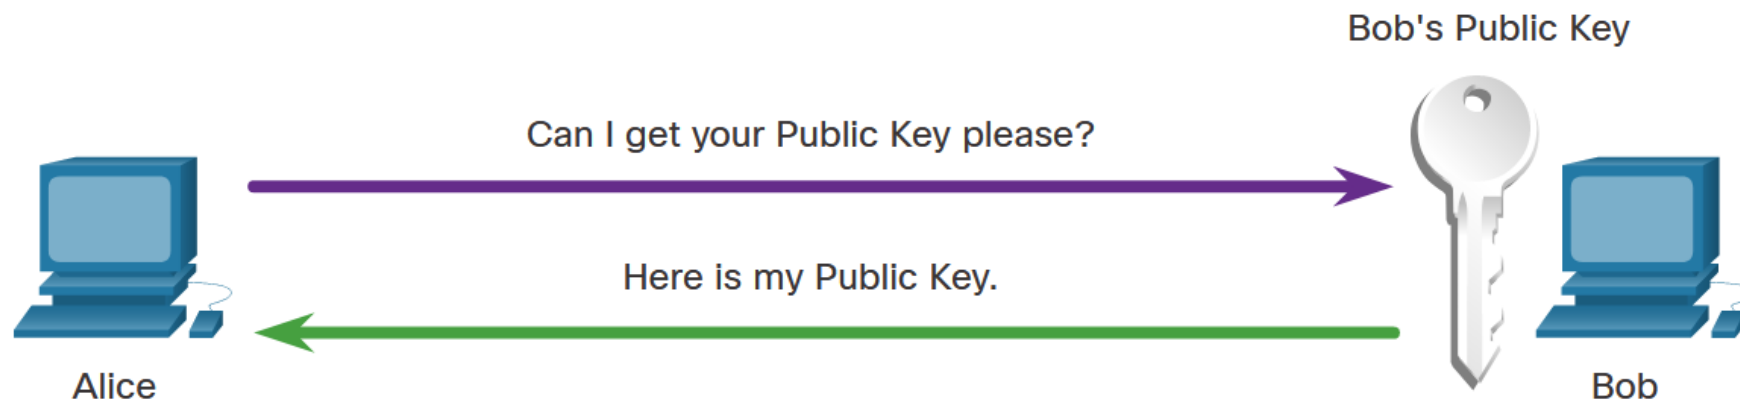 Bob's Public Key
Can I get your Public Key please?
Here is my Public Key.
Alice
Bob